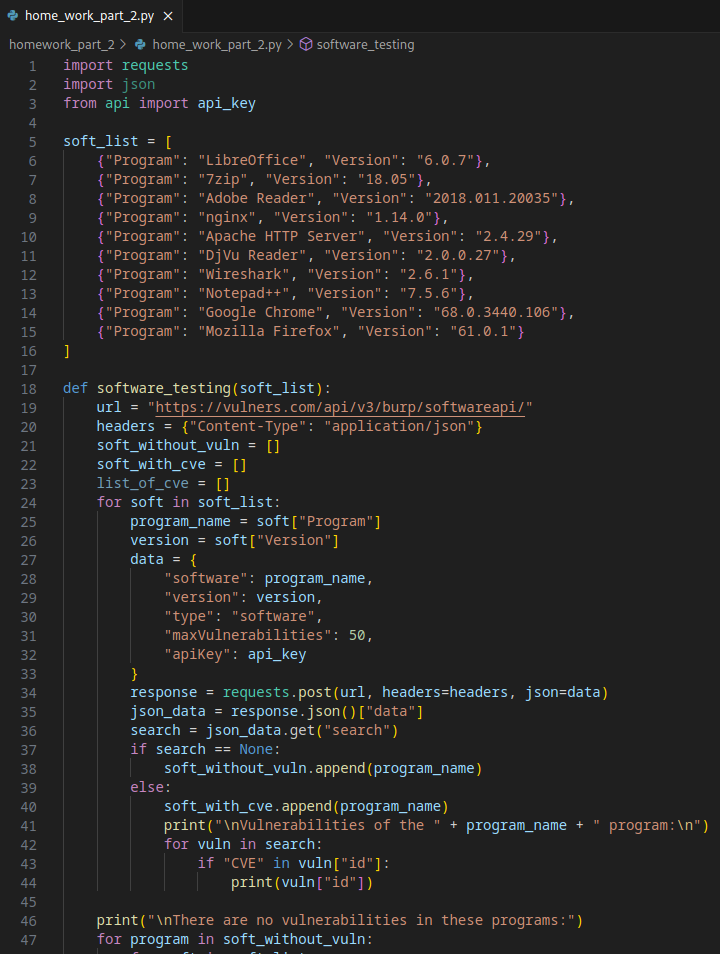 home_work_part_2.py ×
homework_part_2 > home_work_part_2.py > software_testing
1 import requests
2 import json
3 from api import api_key
4
5 soft_list = [
6     {"Program": "LibreOffice", "Version": "6.0.7"},
7     {"Program": "7zip", "Version": "18.05"},
8     {"Program": "Adobe Reader", "Version": "2018.011.20035"},
9     {"Program": "nginx", "Version": "1.14.0"},
10     {"Program": "Apache HTTP Server", "Version": "2.4.29"},
11     {"Program": "DjVu Reader", "Version": "2.0.0.27"},
12     {"Program": "Wireshark", "Version": "2.6.1"},
13     {"Program": "Notepad++", "Version": "7.5.6"},
14     {"Program": "Google Chrome", "Version": "68.0.3440.106"},
15     {"Program": "Mozilla Firefox", "Version": "61.0.1"}
16 ]
17
18 def software_testing(soft_list):
19     url = "https://vulners.com/api/v3/burp/softwareapi/"
20     headers = {"Content-Type": "application/json"}
21     soft_without_vuln = []
22     soft_with_cve = []
23     list_of_cve = []
24     for soft in soft_list:
25         program_name = soft["Program"]
26         version = soft["Version"]
27         data = {
28             "software": program_name,
29             "version": version,
30             "type": "software",
31             "maxVulnerabilities": 50,
32             "apiKey": api_key
33         }
34         response = requests.post(url, headers=headers, json=data)
35         json_data = response.json()["data"]
36         search = json_data.get("search")
37         if search == None:
38             soft_without_vuln.append(program_name)
39         else:
40             soft_with_cve.append(program_name)
41             print("\nVulnerabilities of the " + program_name + " program:\n")
42             for vuln in search:
43                 if "CVE" in vuln["id"]:
44                     print(vuln["id"])
45
46     print("\nThere are no vulnerabilities in these programs:")
47     for program in soft_without_vuln: